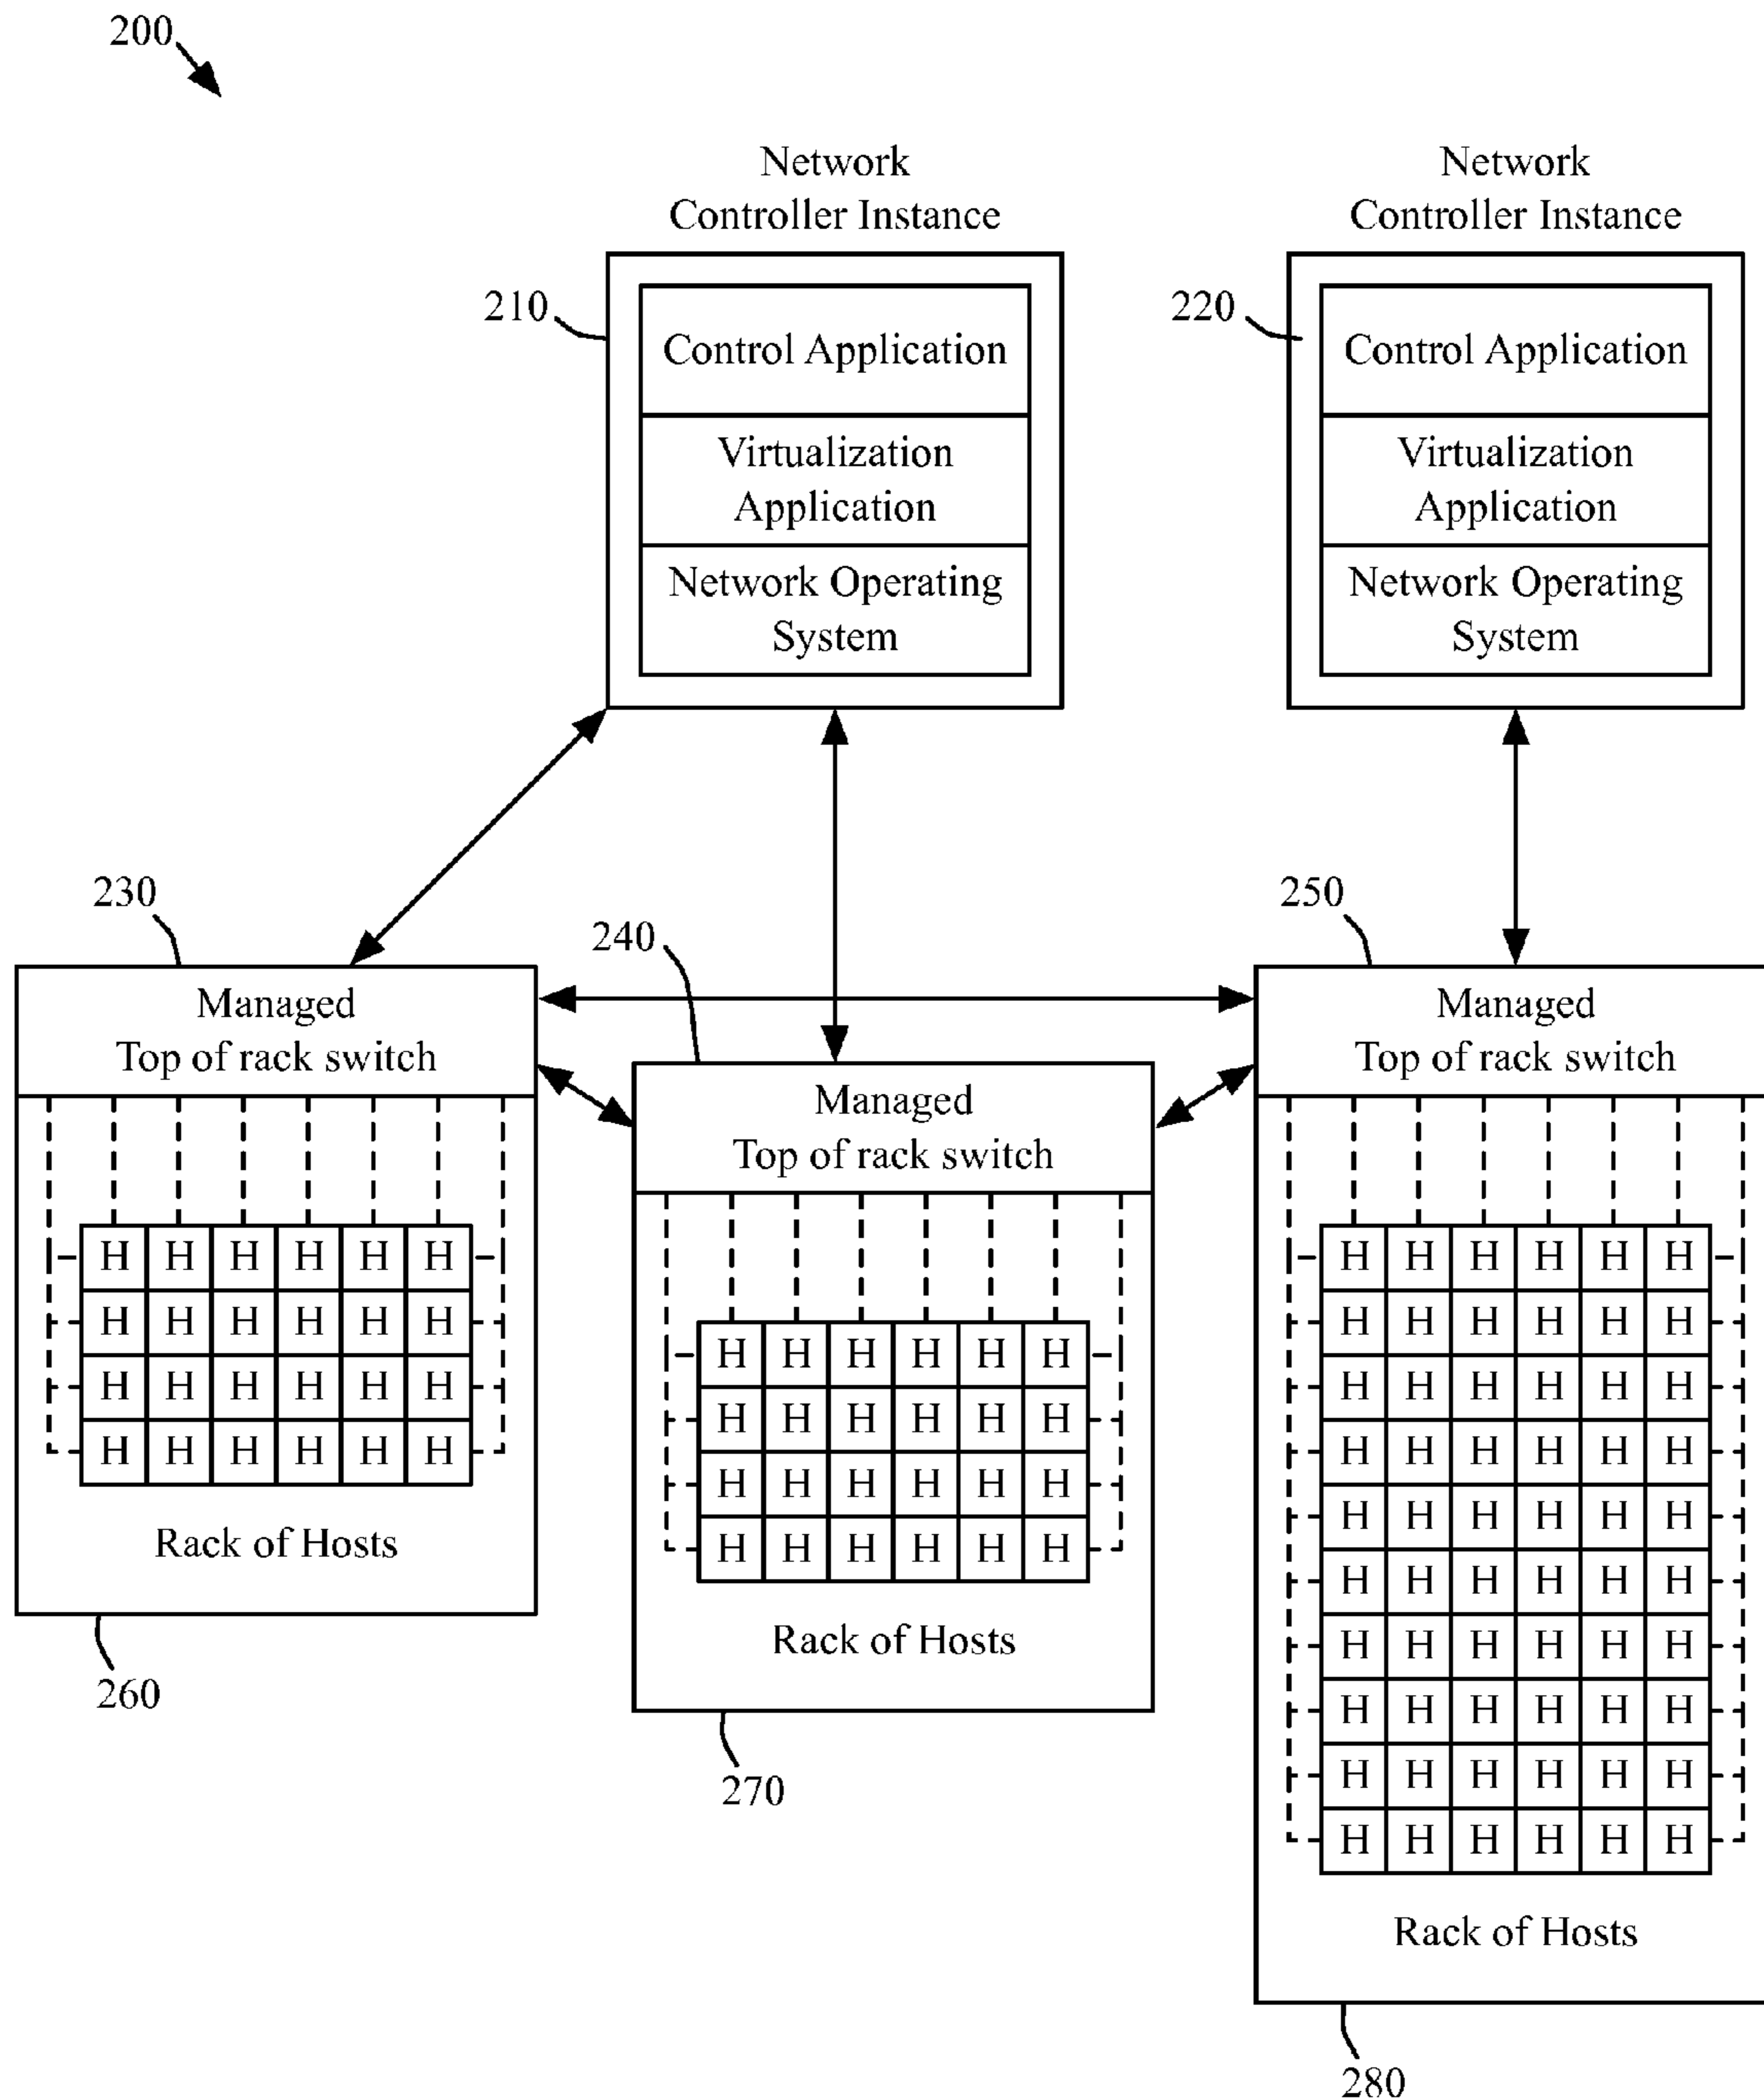 200
Network
Controller Instance
Network
Controller Instance
210
Control Application
Virtualization
Application
Network Operating
System
220
Control Application
Virtualization
Application
Network Operating
System
230
Managed
Top of rack switch
H H H H H H
H H H H H H
H H H H H H
H H H H H H
Rack of Hosts
260
240
Managed
Top of rack switch
H H H H H H
H H H H H H
H H H H H H
H H H H H H
Rack of Hosts
270
250
Managed
Top of rack switch
H H H H H H
H H H H H H
H H H H H H
H H H H H H
H H H H H H
H H H H H H
H H H H H H
H H H H H H
H H H H H H
H H H H H H
Rack of Hosts
280